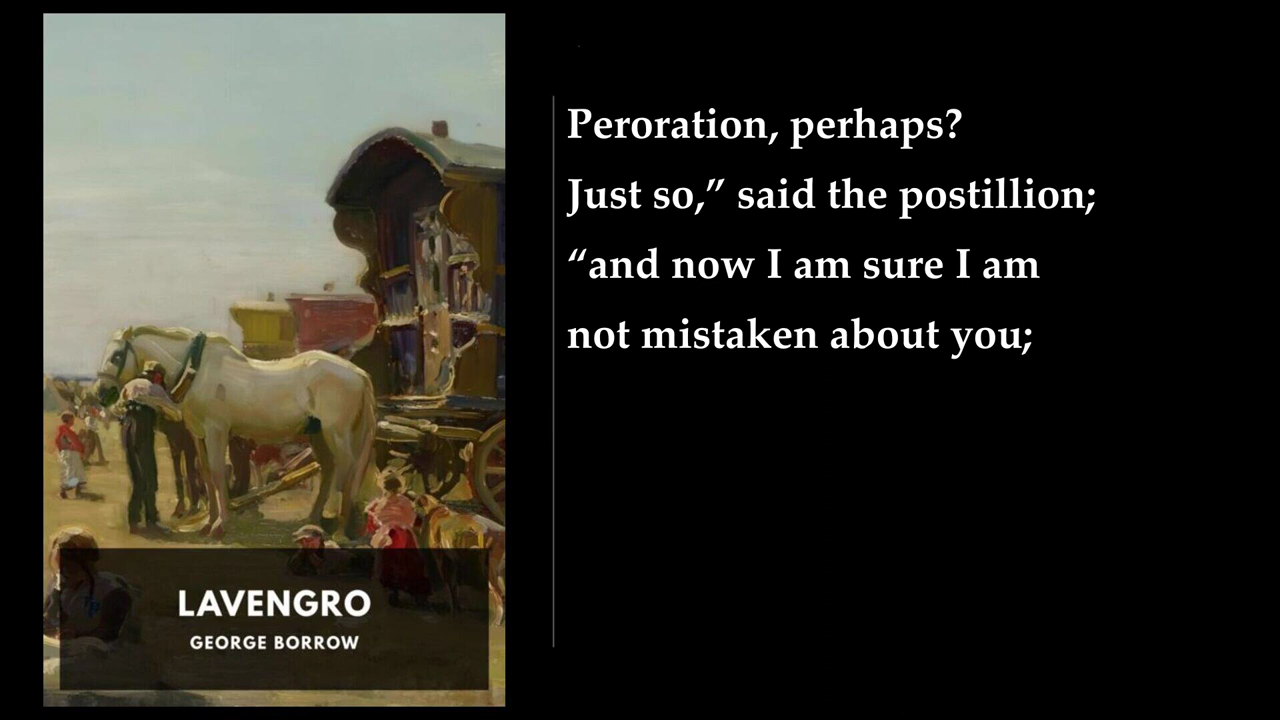 LAVENGRO
GEORGE BORROW
Peroration, perhaps?
Just so,” said the postillion;
“and now I am sure I am
not mistaken about you;